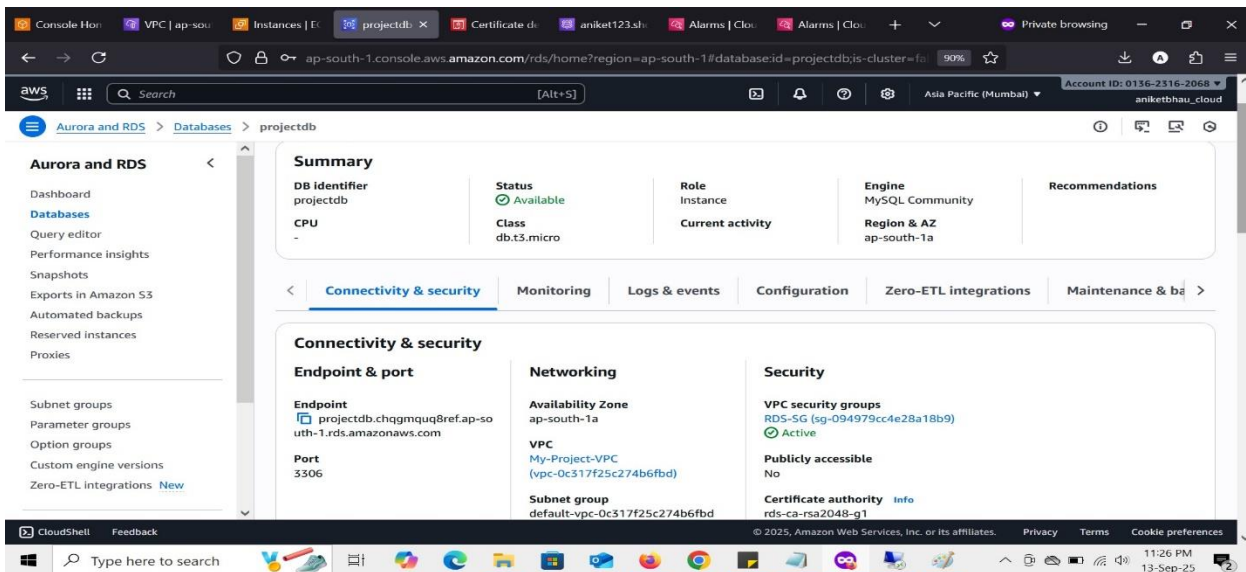 Console Hon
VPC | ap-sou
Instances | E
projectdb
Certificate de
aniket123.sh
Alarms | Clou
Alarms | Clou
Private browsing
ap-south-1.console.aws.amazon.com/rds/home?region=ap-south-1#database:id=projectdb;is-cluster=fa
90%
aws
Search
[Alt+S]
Asia Pacific (Mumbai)
Account ID: 0136-2316-2068
aniketbhau_cloud
Aurora and RDS > Databases > projectdb
Aurora and RDS
Dashboard
Databases
Query editor
Performance insights
Snapshots
Exports in Amazon S3
Automated backups
Reserved instances
Proxies
Subnet groups
Parameter groups
Option groups
Custom engine versions
Zero-ETL integrations New
Summary
DB identifier
projectdb
Status
Available
Role
Instance
Engine
MySQL Community
Recommendations
CPU
-
Class
db.t3.micro
Current activity
Region & AZ
ap-south-1a
Connectivity & security
Monitoring
Logs & events
Configuration
Zero-ETL integrations
Maintenance & ba
Connectivity & security
Endpoint & port
Endpoint
projectdb.chqgmquq8ref.ap-so
uth-1.rds.amazonaws.com
Port
3306
Networking
Availability Zone
ap-south-1a
VPC
My-Project-VPC
(vpc-0c317f25c274b6fbd)
Subnet group
default-vpc-0c317f25c274b6fbd
Security
VPC security groups
RDS-SG (sg-094979cc4e28a18b9)
Active
Publicly accessible
No
Certificate authority Info
rds-ca-rsa2048-g1
CloudShell
Feedback
© 2025, Amazon Web Services, Inc. or its affiliates.
Privacy
Terms
Cookie preferences
Type here to search
11:26 PM
13-Sep-25
2